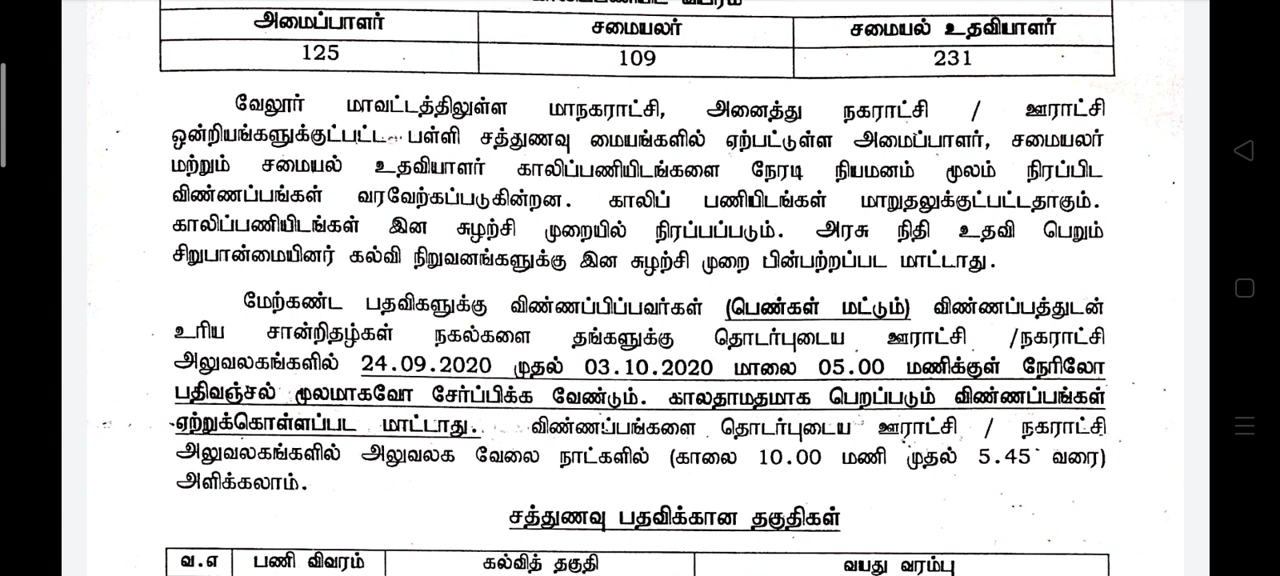 அமைப்பாளர் சமையலர் சமையல் உதவியாளர்
125 109 231
வேலூர் மாவட்டத்திலுள்ள மாநகராட்சி, அனைத்து நகராட்சி / ஊராட்சி
ஒன்றியங்களுக்குட்பட்ட பள்ளி சத்துணவு மையங்களில் ஏற்பட்டுள்ள அமைப்பாளர், சமையலர்
மற்றும் சமையல் உதவியாளர் காலிப்பணியிடங்களை நேரடி நியமனம் மூலம் நிரப்பிட
விண்ணப்பங்கள் வரவேற்கப்படுகின்றன. காலிப் பணியிடங்கள் மாறுதலுக்குட்பட்டதாகும்.
காலிப்பணியிடங்கள் இன சுழற்சி முறையில் நிரப்பப்படும். அரசு நிதி உதவி பெறும்
சிறுபான்மையினர் கல்வி நிறுவனங்களுக்கு இன சுழற்சி முறை பின்பற்றப்பட மாட்டாது.
மேற்கண்ட பதவிகளுக்கு விண்ணப்பிப்பவர்கள் (பெண்கள் மட்டும்) விண்ணப்பத்துடன்
உரிய சான்றிதழ்கள் நகல்களை தங்களுக்கு தொடர்புடைய ஊராட்சி /நகராட்சி
அலுவலகங்களில் 24.09.2020 முதல் 03.10.2020 மாலை 05.00 மணிக்குள் நேரிலோ
பதிவஞ்சல் மூலமாகவோ சேர்ப்பிக்க வேண்டும். காலதாமதமாக பெறப்படும் விண்ணப்பங்கள்
ஏற்றுக்கொள்ளப்பட மாட்டாது. விண்ணப்பங்களை தொடர்புடைய ஊராட்சி / நகராட்சி
அலுவலகங்களில் அலுவலக வேலை நாட்களில் (காலை 10.00 மணி முதல் 5.45 வரை)
அளிக்கலாம்.
சத்துணவு பதவிக்கான தகுதிகள்
வ.எ பணி விவரம் கல்வித் தகுதி வயது வரம்பு